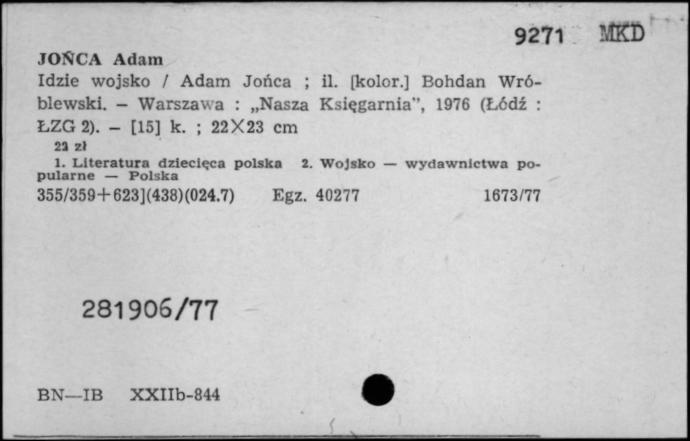 9271 MKD
JOŃCA Adam
Idzie wojsko / Adam Jońca ; il. [kolor.] Bohdan Wró-
blewski. — Warszawa : „Nasza Księgarnia”, 1976 (Łódź :
ŁZG 2). — [15] k. ; 22×23 cm
22 zł
1. Literatura dziecięca polska 2. Wojsko — wydawnictwa po-
pularne — Polska
355/359+623](438)(024.7) Egz. 40277 1673/77
281906/77
BN—IB XXIIb-844